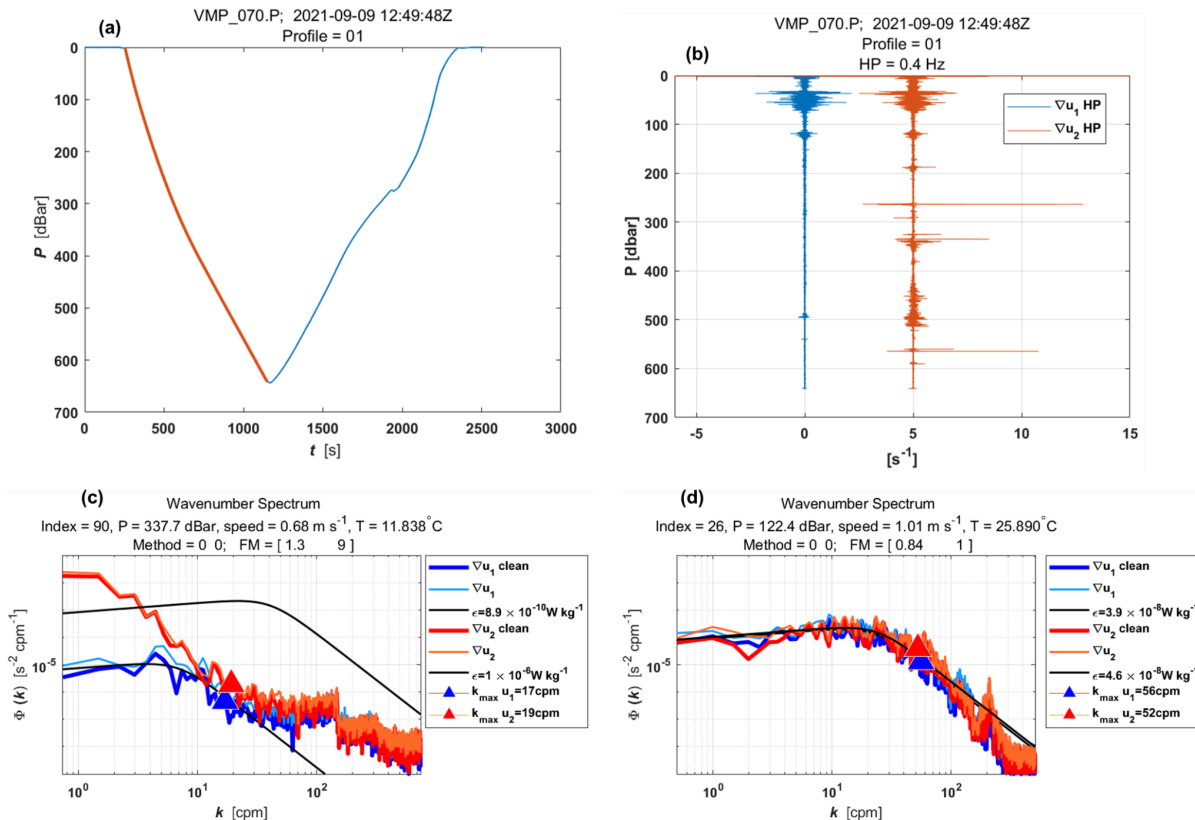 (a)
VMP_070.P; 2021-09-09 12:49:48Z
Profile = 01
0
100
200
300
400
500
600
700
P [dBar]
0
500
1000
1500
2000
2500
3000
t [s]
(b)
VMP_070.P; 2021-09-09 12:49:48Z
Profile = 01
HP = 0.4 Hz
0
100
200
300
400
500
600
700
P [dbar]
∇u₁ HP
∇u₂ HP
-5
0
5
10
15
[s⁻¹]
(c)
Wavenumber Spectrum
Index = 90, P = 337.7 dBar, speed = 0.68 m s⁻¹, T = 11.838°C
Method = 0 0; FM = [ 1.3 9 ]
Φ (k) [s⁻² cpm⁻¹]
10⁻⁵
∇u₁ clean
∇u₁
ϵ=8.9 × 10⁻¹⁰W kg⁻¹
∇u₂ clean
∇u₂
ϵ=1 × 10⁻⁶W kg⁻¹
k_max u₁=17cpm
k_max u₂=19cpm
10⁰
10¹
10²
k [cpm]
(d)
Wavenumber Spectrum
Index = 26, P = 122.4 dBar, speed = 1.01 m s⁻¹, T = 25.890°C
Method = 0 0; FM = [ 0.84 1 ]
Φ (k) [s⁻² cpm⁻¹]
10⁻⁵
∇u₁ clean
∇u₁
ϵ=3.9 × 10⁻⁸W kg⁻¹
∇u₂ clean
∇u₂
ϵ=4.6 × 10⁻⁸W kg⁻¹
k_max u₁=56cpm
k_max u₂=52cpm
10⁰
10¹
10²
k [cpm]